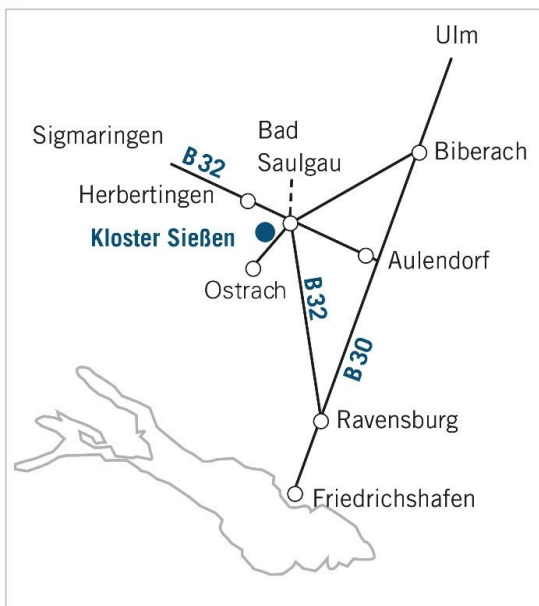 Ulm
Bad
Saulgau
Sigmaringen
B 32
Biberach
Herbertingen
Kloster Sießen
Aulendorf
Ostrach
B 32
B 30
Ravensburg
Friedrichshafen